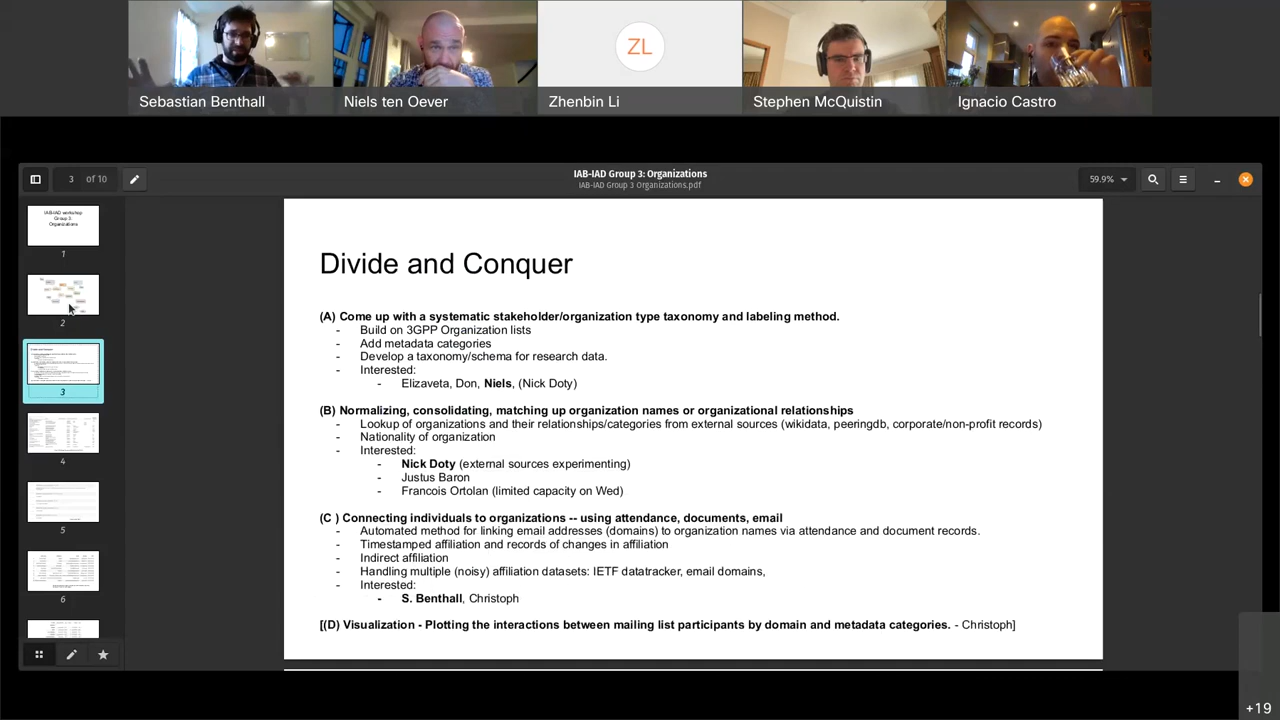 ZL
Sebastian Benthall
Niels ten Oever
Zhenbin Li
Stephen McQuistin
Ignacio Castro
3 of 10
IAB-IAD Group 3: Organizations
IAB-IAD Group 3 Organizations.pdf
59.9%
IAB-IAD workshop
Group 3:
Organizations
1
2
3
4
5
6
Divide and Conquer
(A) Come up with a systematic stakeholder/organization type taxonomy and labeling method.
- Build on 3GPP Organization lists
- Add metadata categories
- Develop a taxonomy/schema for research data.
- Interested:
- Elizaveta, Don, Niels, (Nick Doty)
(B) Normalizing, consolidating, matching up organization names or organizational relationships
- Lookup of organizations and their relationships/categories from external sources (wikidata, peeringdb, corporate/non-profit records)
- Nationality of organization
- Interested:
- Nick Doty (external sources experimenting)
- Justus Baron
- Francois Ortolan (limited capacity on Wed)
(C ) Connecting individuals to organizations -- using attendance, documents, email
- Automated method for linking email addresses (domains) to organization names via attendance and document records.
- Timestamped affiliation and records of changes in affiliation
- Indirect affiliation
- Handling multiple (noisy) affiliation datasets: IETF datatracker, email domains,
- Interested:
- S. Benthall, Christoph
[(D) Visualization - Plotting the interactions between mailing list participants by domain and metadata categories. - Christoph]
+19